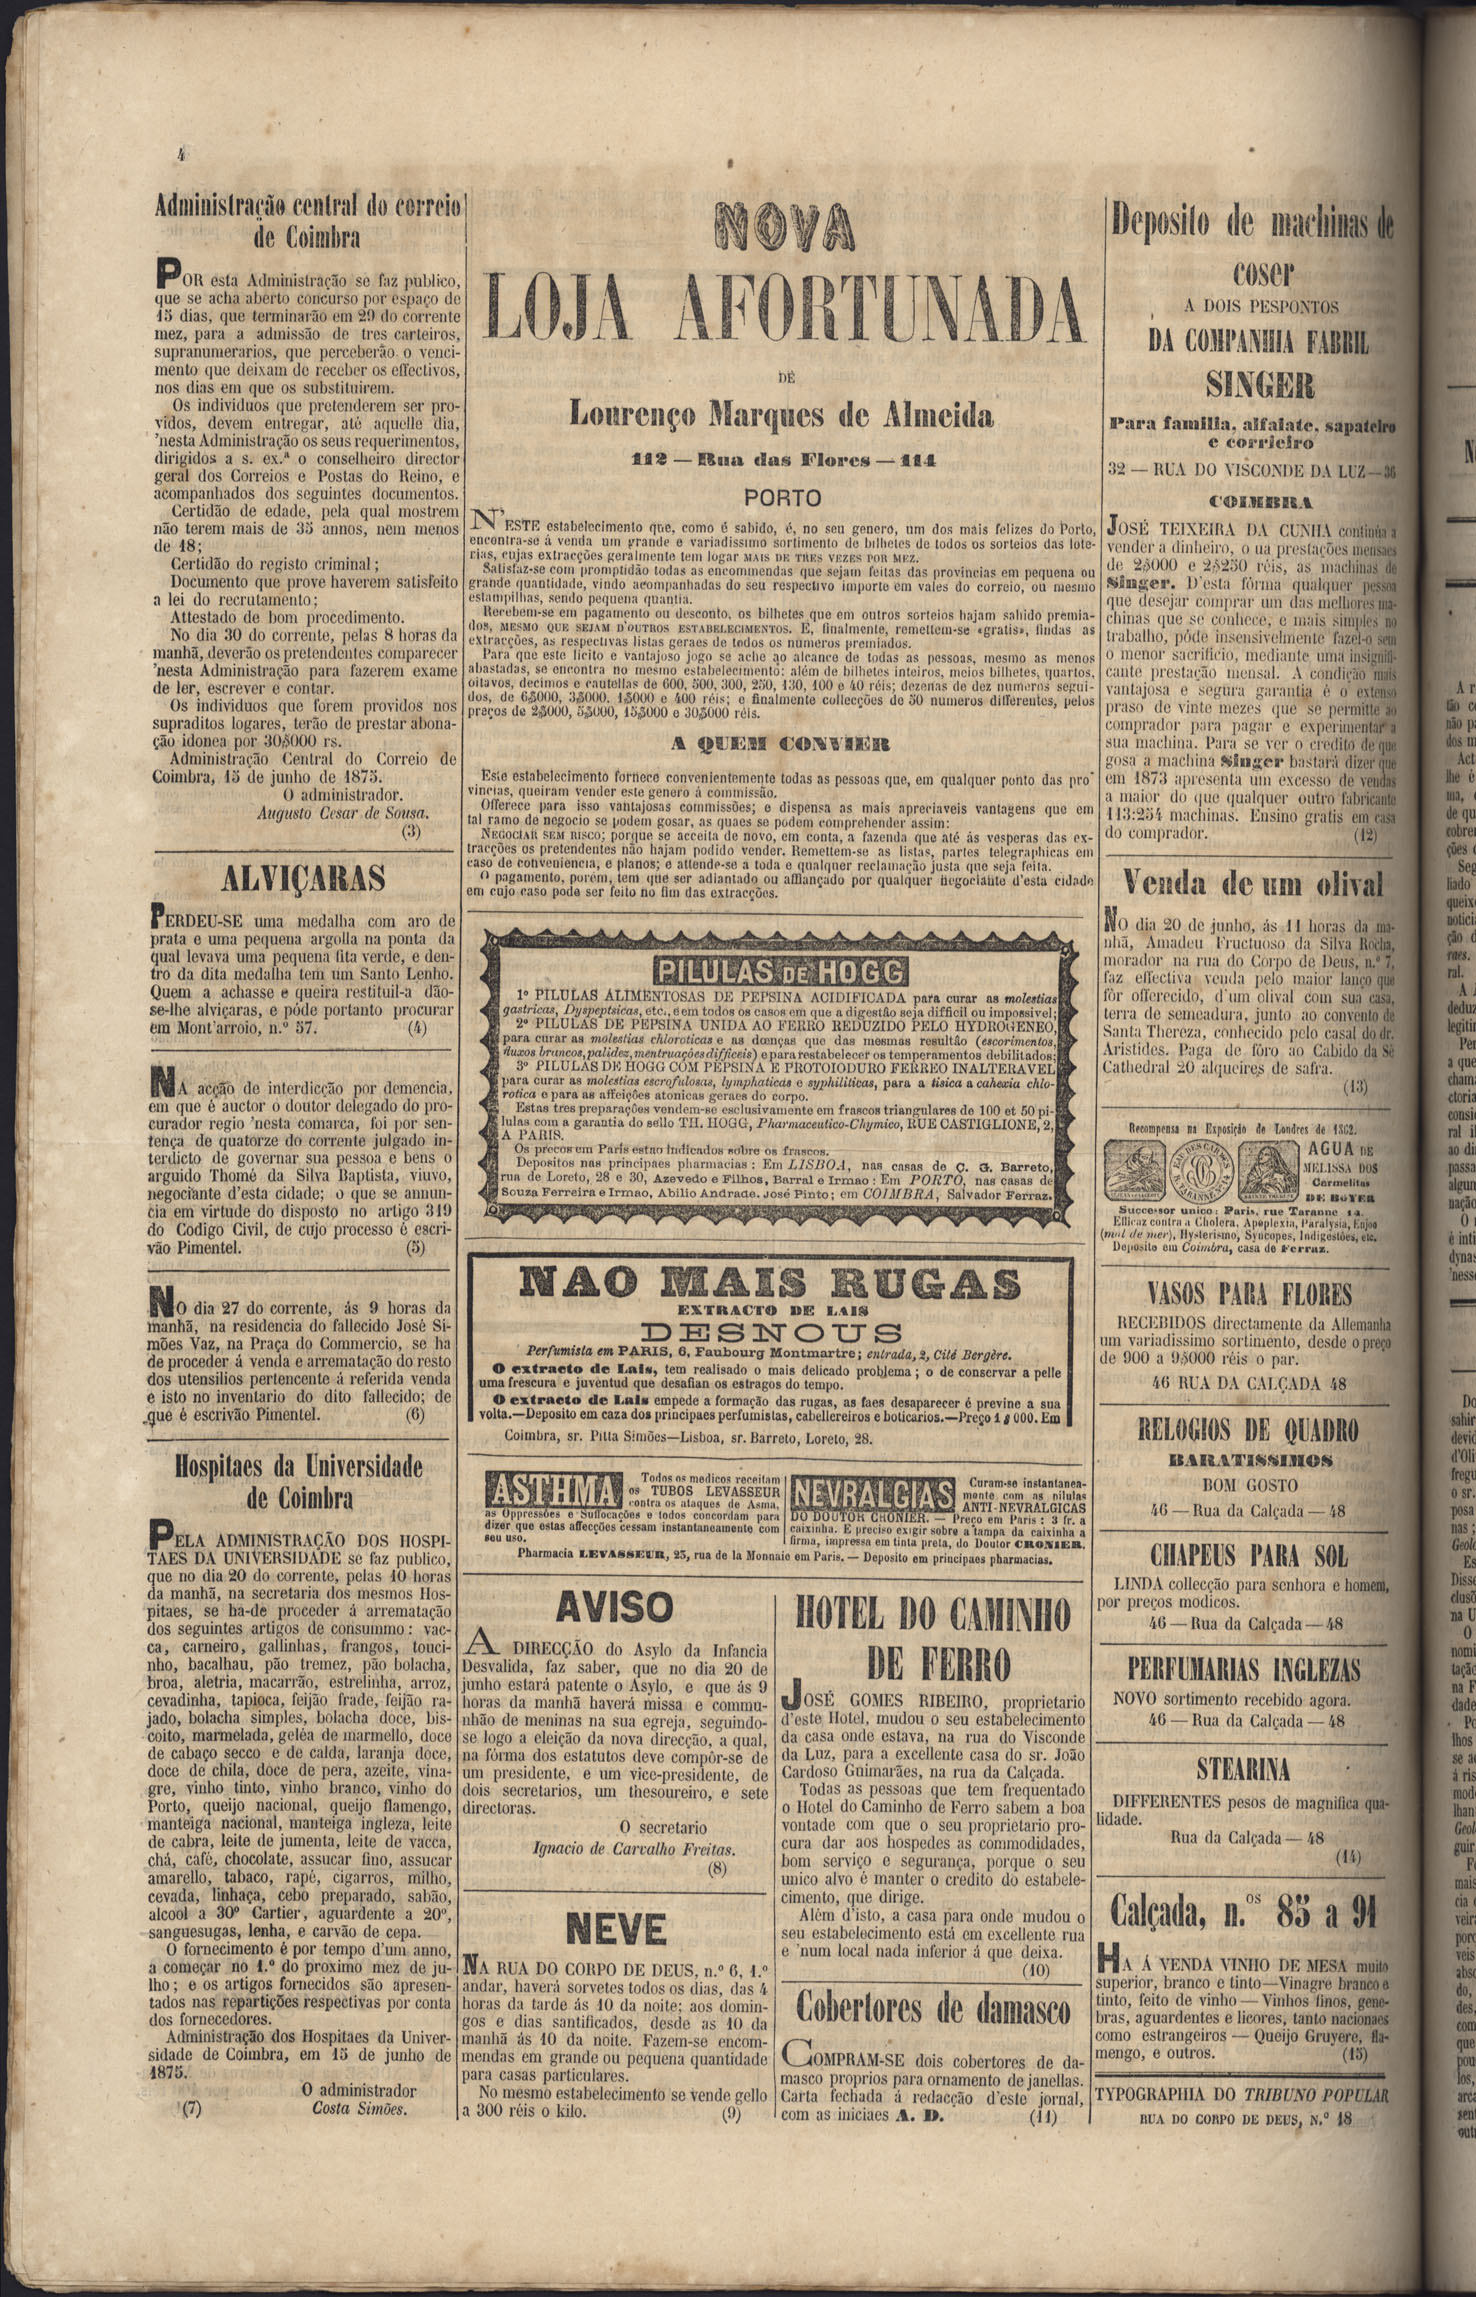 4
Administração central do correio
de Coimbra
POR esta Administração se faz publico,
que se acha aberto concurso por espaço de
15 dias, que terminarão em 29 do corrente
mez, para a admissão de tres carteiros,
supranumerarios, que perceberão o venci-
mento que deixam de receber os effectivos,
nos dias em que os substituirem.
Os individuos que pretenderem ser pro-
vidos, devem entregar, até aquelle dia,
'nesta Administração os seus requerimentos,
dirigidos a s. ex.ª o conselheiro director
geral dos Correios e Postas do Reino, e
acompanhados dos seguintes documentos.
Certidão de edade, pela qual mostrem
não terem mais de 35 annos, nem menos
de 18;
Certidão do registo criminal;
Documento que prove haverem satisfeito
a lei do recrutamento;
Attestado de bom procedimento.
No dia 30 do corrente, pelas 8 horas da
manhã, deverão os pretendentes comparecer
'nesta Administração para fazerem exame
de ler, escrever e contar.
Os individuos que forem providos nos
supraditos logares, terão de prestar abona-
ção idonea por 30$000 rs.
Administração Central do Correio de
Coimbra, 15 de junho de 1875.
O administrador.
Augusto Cesar de Sousa.
(3)
ALVIÇARAS
PERDEU-SE uma medalha com aro de
prata e uma pequena argolla na ponta da
qual levava uma pequena fita verde, e den-
tro da dita medalha tem um Santo Lenho.
Quem a achasse e queira restituil-a dão-
se-lhe alviçaras, e póde portanto procurar
em Mont'arroio, n.º 57. (4)
NA acção de interdicção por demencia,
em que é auctor o doutor delegado do pro-
curador regio 'nesta comarca, foi por sen-
tença de quatorze do corrente julgado in-
terdicto de governar sua pessoa e bens o
arguido Thomé da Silva Baptista, viuvo,
negociante d'esta cidade; o que se annun-
cia em virtude do disposto no artigo 319
do Codigo Civil, de cujo processo é escri-
vão Pimentel. (5)
NO dia 27 do corrente, ás 9 horas da
manhã, na residencia do fallecido José Si-
mões Vaz, na Praça do Commercio, se ha
de proceder á venda e arrematação do resto
dos utensilios pertencente á referida venda
e isto no inventario do dito fallecido; de
que é escrivão Pimentel. (6)
Hospitaes da Universidade
de Coimbra
PELA ADMINISTRAÇÃO DOS HOSPI-
TAES DA UNIVERSIDADE se faz publico,
que no dia 20 do corrente, pelas 10 horas
da manhã, na secretaria dos mesmos Hos-
pitaes, se ha-de proceder á arrematação
dos seguintes artigos de consummo: vac-
ca, carneiro, gallinhas, frangos, touci-
nho, bacalhau, pão tremez, pão bolacha,
broa, aletria, macarrão, estrelinha, arroz,
cevadinha, tapioca, feijão frade, feijão ra-
jado, bolacha simples, bolacha doce, bis-
coito, marmelada, geléa de marmello, doce
de cabaço secco e de calda, laranja doce,
doce de chila, doce de pera, azeite, vina-
gre, vinho tinto, vinho branco, vinho do
Porto, queijo nacional, queijo flamengo,
manteiga nacional, manteiga ingleza, leite
de cabra, leite de jumenta, leite de vacca,
chá, café, chocolate, assucar fino, assucar
amarello, tabaco, rapé, cigarros, milho,
cevada, linhaça, cebo preparado, sabão,
alcool a 30º Cartier, aguardente a 20º,
sanguesugas, lenha, e carvão de cepa.
O fornecimento é por tempo d'um anno,
a começar no 1.º do proximo mez de ju-
lho; e os artigos fornecidos são apresen-
tados nas repartições respectivas por conta
dos fornecedores.
Administração dos Hospitaes da Univer-
sidade de Coimbra, em 15 de junho de
1875.
O administrador
(7) Costa Simões.
NOVA
LOJA AFORTUNADA
DE
Lourenço Marques de Almeida
112 — Rua das Flores — 114
PORTO
N'ESTE estabelecimento que, como é sabido, é, no seu genero, um dos mais felizes do Porto,
encontra-se á venda um grande e variadissimo sortimento de bilhetes de todos os sorteios das lote-
rias, cujas extracções geralmente tem logar MAIS DE TRES VEZES POR MEZ.
Satisfaz-se com promptidão todas as encommendas que sejam feitas das provincias em pequena ou
grande quantidade, vindo acompanhadas do seu respectivo importe em vales do correio, ou mesmo
estampilhas, sendo pequena quantia.
Recebem-se em pagamento ou desconto, os bilhetes que em outros sorteios hajam sahido premia-
dos, MESMO QUE SEJAM D'OUTROS ESTABELECIMENTOS. E, finalmente, remettem-se «gratis», findas as
extracções, as respectivas listas geraes de todos os numeros premiados.
Para que este licito e vantajoso jogo se ache ao alcance de todas as pessoas, mesmo as menos
abastadas, se encontra no mesmo estabelecimento: além de bilhetes inteiros, meios bilhetes, quartos,
oitavos, decimos e cautellas de 600, 500, 300, 250, 130, 100 e 40 réis; dezenas de dez numeros segui-
dos, de 6$000, 3$000, 1$000 e 400 réis; e finalmente collecções de 50 numeros differentes, pelos
preços de 2$000, 5$000, 15$000 e 30$000 réis.
A QUEM CONVIER
Este estabelecimento fornece convenientemente todas as pessoas que, em qualquer ponto das pro-
vincias, queiram vender este genero á commissão.
Offerece para isso vantajosas commissões; e dispensa as mais apreciaveis vantagens que em
tal ramo de negocio se podem gosar, as quaes se podem comprehender assim:
NEGOCIAR SEM RISCO; porque se acceita de novo, em conta, a fazenda que até ás vesperas das ex-
tracções os pretendentes não hajam podido vender. Remettem-se as listas, partes telegraphicas em
caso de conveniencia, e planos; e attende-se a toda e qualquer reclamação justa que seja feita.
O pagamento, porém, tem que ser adiantado ou affiançado por qualquer negociante d'esta cidade
em cujo caso pode ser feito no fim das extracções.
PILULAS DE HOGG
1º PILULAS ALIMENTOSAS DE PEPSINA ACIDIFICADA para curar as molestias
gastricas, Dyspepticas, etc., e em todos os casos em que a digestão seja difficil ou impossivel;
2º PILULAS DE PEPSINA UNIDA AO FERRO REDUZIDO PELO HYDROGENEO,
para curar as molestias chloroticas e as doenças que das mesmas resultão (escorimentos,
fluxos brancos, palidez, mentruações difficeis) e para restabelecer os temperamentos debilitados;
3º PILULAS DE HOGG COM PEPSINA E PROTOIODURO FERREO INALTERAVEL
para curar as molestias escrofulosas, lymphaticas e syphiliticas, para a tisica a cahexia chlo-
rotica e para as affeições atonicas geraes do corpo.
Estas tres preparações vendem-se esclusivamente em frascos triangulares de 100 et 50 pi-
lulas com a garantia do sello TH. HOGG, Pharmaceutico-Chymico, RUE CASTIGLIONE, 2,
A PARIS.
Os precos em Paris estao indicados sobre os frascos.
Depositos nas principaes pharmacias: Em LISBOA, nas casas de Ç. G. Barreto,
rua de Loreto, 28 e 30, Azevedo e Filhos, Barral e Irmao: Em PORTO, nas casas de
Souza Ferreira e Irmao, Abilio Andrade. José Pinto; em COIMBRA, Salvador Ferraz.
NAO MAIS RUGAS
EXTRACTO DE LAIS
DESNOUS
Perfumista em PARIS, 6, Faubourg Montmartre; entrada, 2, Cité Bergère.
O extracto de Lais, tem realisado o mais delicado problema; o de conservar a pelle
uma frescura e juventud que desafian os estragos do tempo.
O extracto de Lais empede a formação das rugas, as faes desaparecer é previne a sua
volta.—Deposito em caza dos principaes perfumistas, cabellereiros e boticarios.—Preço 1$000. Em
Coimbra, sr. Pitta Simões—Lisboa, sr. Barreto, Loreto, 28.
ASTHMA Todos os medicos receitam
os TUBOS LEVASSEUR
contra os ataques de Asma,
as Oppressões e Suffocações e todos concordam para
dizer que estas affecções cessam instantaneamente com
seu uso.
NEVRALGIAS Curam-se instantanea-
mente com as pilulas
ANTI-NEVRALGICAS
DO DOUTOR CRONIER. — Preço em Paris: 3 fr. a
caixinha. E preciso exigir sobre a tampa da caixinha a
firma, impressa em tinta preta, do Doutor CRONIER.
Pharmacia LEVASSEUR, 23, rua de la Monnaie em Paris. — Deposito em principaes pharmacias.
AVISO
A DIRECÇÃO do Asylo da Infancia
Desvalida, faz saber, que no dia 20 de
junho estará patente o Asylo, e que ás 9
horas da manhã haverá missa e commu-
nhão de meninas na sua egreja, seguindo-
se logo a eleição da nova direcção, a qual,
na fórma dos estatutos deve compôr-se de
um presidente, e um vice-presidente, de
dois secretarios, um thesoureiro, e sete
directoras.
O secretario
Ignacio de Carvalho Freitas.
(8)
NEVE
NA RUA DO CORPO DE DEUS, n.º 6, 1.º
andar, haverá sorvetes todos os dias, das 4
horas da tarde ás 10 da noite; aos domin-
gos e dias santificados, desde as 10 da
manhã ás 10 da noite. Fazem-se encom-
mendas em grande ou pequena quantidade
para casas particulares.
No mesmo estabelecimento se vende gello
a 300 réis o kilo. (9)
HOTEL DO CAMINHO
DE FERRO
JOSÉ GOMES RIBEIRO, proprietario
d'este Hotel, mudou o seu estabelecimento
da casa onde estava, na rua do Visconde
da Luz, para a excellente casa do sr. João
Cardoso Guimarães, na rua da Calçada.
Todas as pessoas que tem frequentado
o Hotel do Caminho de Ferro sabem a boa
vontade com que o seu proprietario pro-
cura dar aos hospedes as commodidades,
bom serviço e segurança, porque o seu
unico alvo é manter o credito do estabele-
cimento, que dirige.
Além d'isto, a casa para onde mudou o
seu estabelecimento está em excellente rua
e 'num local nada inferior á que deixa.
(10)
Cobertores de damasco
COMPRAM-SE dois cobertores de da-
masco proprios para ornamento de janellas.
Carta fechada á redacção d'este jornal,
com as iniciaes A. D. (11)
Deposito de machinas de
coser
A DOIS PESPONTOS
DA COMPANHIA FABRIL
SINGER
Para familia, alfaiate, sapateiro
e corrieiro
32 — RUA DO VISCONDE DA LUZ — 36
COIMBRA
JOSÉ TEIXEIRA DA CUNHA continúa a
vender a dinheiro, o ua prestações mensaes
de 2$000 e 2$250 réis, as machinas de
Singer. D'esta fórma qualquer pessoa
que desejar comprar um das melhores ma-
chinas que se conhece, e mais simples no
trabalho, póde insensivelmente fazel-o sem
o menor sacrificio, mediante uma insignifi-
cante prestação mensal. A condição mais
vantajosa e segura garantia é o extenso
praso de vinte mezes que se permitte ao
comprador para pagar e experimentar a
sua machina. Para se ver o credito de que
gosa a machina Singer bastará dizer que
em 1873 apresenta um excesso de vendas
a maior do que qualquer outro fabricante
113:254 machinas. Ensino gratis em casa
do comprador. (12)
Venda de um olival
NO dia 20 de junho, ás 11 horas da ma-
nhã, Amadeu Fructuoso da Silva Rocha,
morador na rua do Corpo de Deus, n.º 7,
faz effectiva venda pelo maior lanço que
fôr offerecido, d'um olival com sua casa,
terra de semeadura, junto ao convento de
Santa Thereza, conhecido pelo casal do dr.
Aristides. Paga de fôro ao Cabido da Sé
Cathedral 20 alqueires de safra.
(13)
Recompensa na Exposição de Londres de 1862.
AGUA DE
MELISSA DOS
Carmelitas
DE BOYER
Successor unico: Paris, rue Taranne 14.
Efficaz contra a Cholera, Apoplexia, Paralysia, Enjoo
(mal de mer), Hysterismo, Syncopes, Indigestões, etc.
Deposito em Coimbra, casa de Ferraz.
VASOS PARA FLORES
RECEBIDOS directamente da Allemanha
um variadissimo sortimento, desde o preço
de 900 a 9$000 réis o par.
46 RUA DA CALÇADA 48
RELOGIOS DE QUADRO
BARATISSIMOS
BOM GOSTO
46 — Rua da Calçada — 48
CHAPEUS PARA SOL
LINDA collecção para senhora e homem,
por preços modicos.
46 — Rua da Calçada — 48
PERFUMARIAS INGLEZAS
NOVO sortimento recebido agora.
46 — Rua da Calçada — 48
STEARINA
DIFFERENTES pesos de magnifica qua-
lidade.
Rua da Calçada — 48
(14)
Calçada, n.os 85 a 91
HA Á VENDA VINHO DE MESA muito
superior, branco e tinto—Vinagre branco e
tinto, feito de vinho — Vinhos finos, gene-
bras, aguardentes e licores, tanto nacionaes
como estrangeiros — Queijo Gruyere, fla-
mengo, e outros. (15)
TYPOGRAPHIA DO TRIBUNO POPULAR
RUA DO CORPO DE DEUS, N.º 18